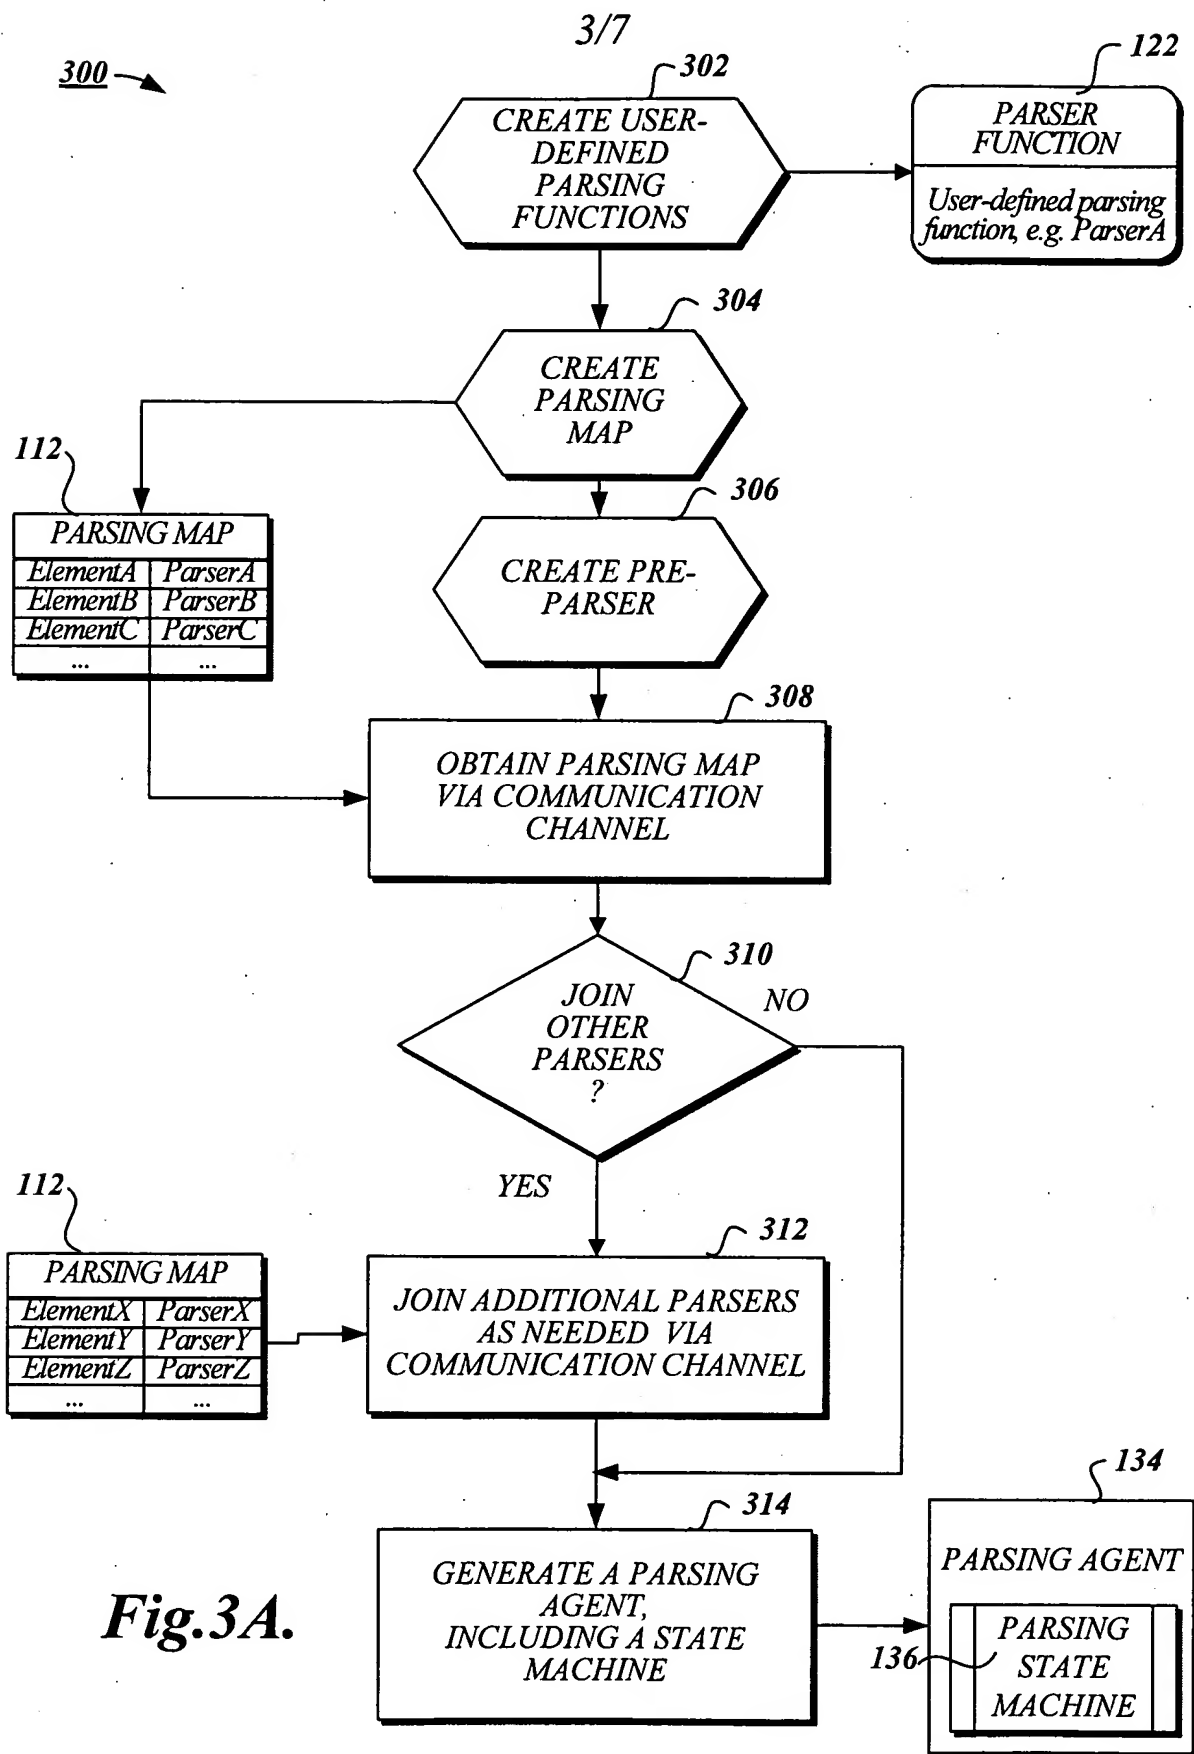 3/7
300
302
122
CREATE USER-
DEFINED
PARSING
FUNCTIONS
PARSER
FUNCTION
User-defined parsing
function, e.g. ParserA
304
CREATE
PARSING
MAP
112
306
PARSING MAP
ElementA ParserA
ElementB ParserB
ElementC ParserC
... ...
CREATE PRE-
PARSER
308
OBTAIN PARSING MAP
VIA COMMUNICATION
CHANNEL
310
NO
JOIN
OTHER
PARSERS
?
YES
112
312
PARSING MAP
ElementX ParserX
ElementY ParserY
ElementZ ParserZ
... ...
JOIN ADDITIONAL PARSERS
AS NEEDED VIA
COMMUNICATION CHANNEL
314
134
GENERATE A PARSING
AGENT,
INCLUDING A STATE
MACHINE
PARSING AGENT
136
PARSING
STATE
MACHINE
Fig.3A.